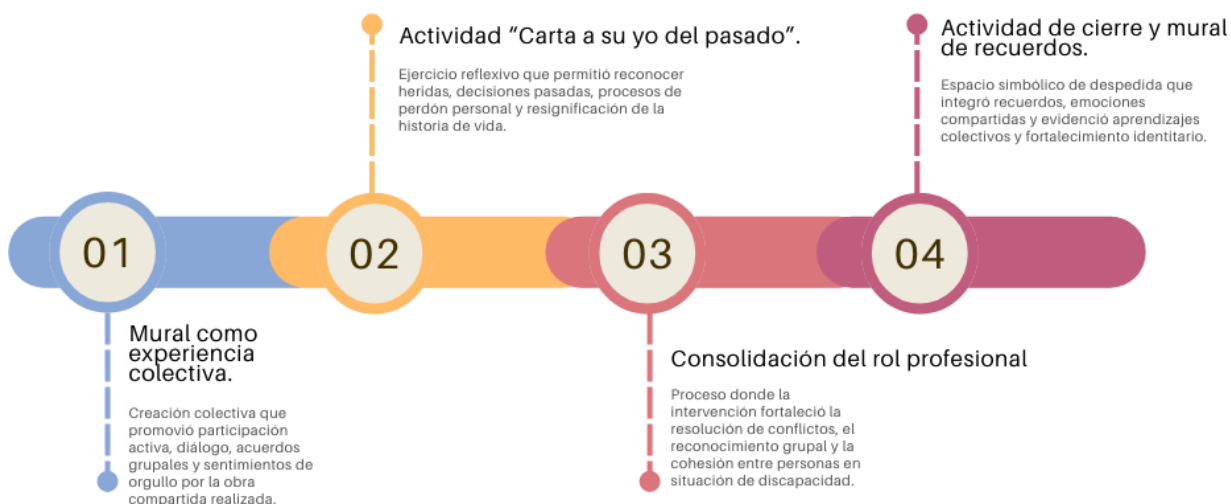 01
Mural como
experiencia
colectiva.
Creación colectiva que
promovió participación
activa, diálogo, acuerdos
grupales y sentimientos de
orgullo por la obra
compartida realizada.
02
Actividad “Carta a su yo del pasado”.
Ejercicio reflexivo que permitió reconocer
heridas, decisiones pasadas, procesos de
perdón personal y resignificación de la
historia de vida.
03
Consolidación del rol profesional
Proceso donde la
intervención fortaleció la
resolución de conflictos, el
reconocimiento grupal y la
cohesión entre personas en
situación de discapacidad.
04
Actividad de cierre y mural
de recuerdos.
Espacio simbólico de despedida que
integró recuerdos, emociones
compartidas y evidenció aprendizajes
colectivos y fortalecimiento identitario.